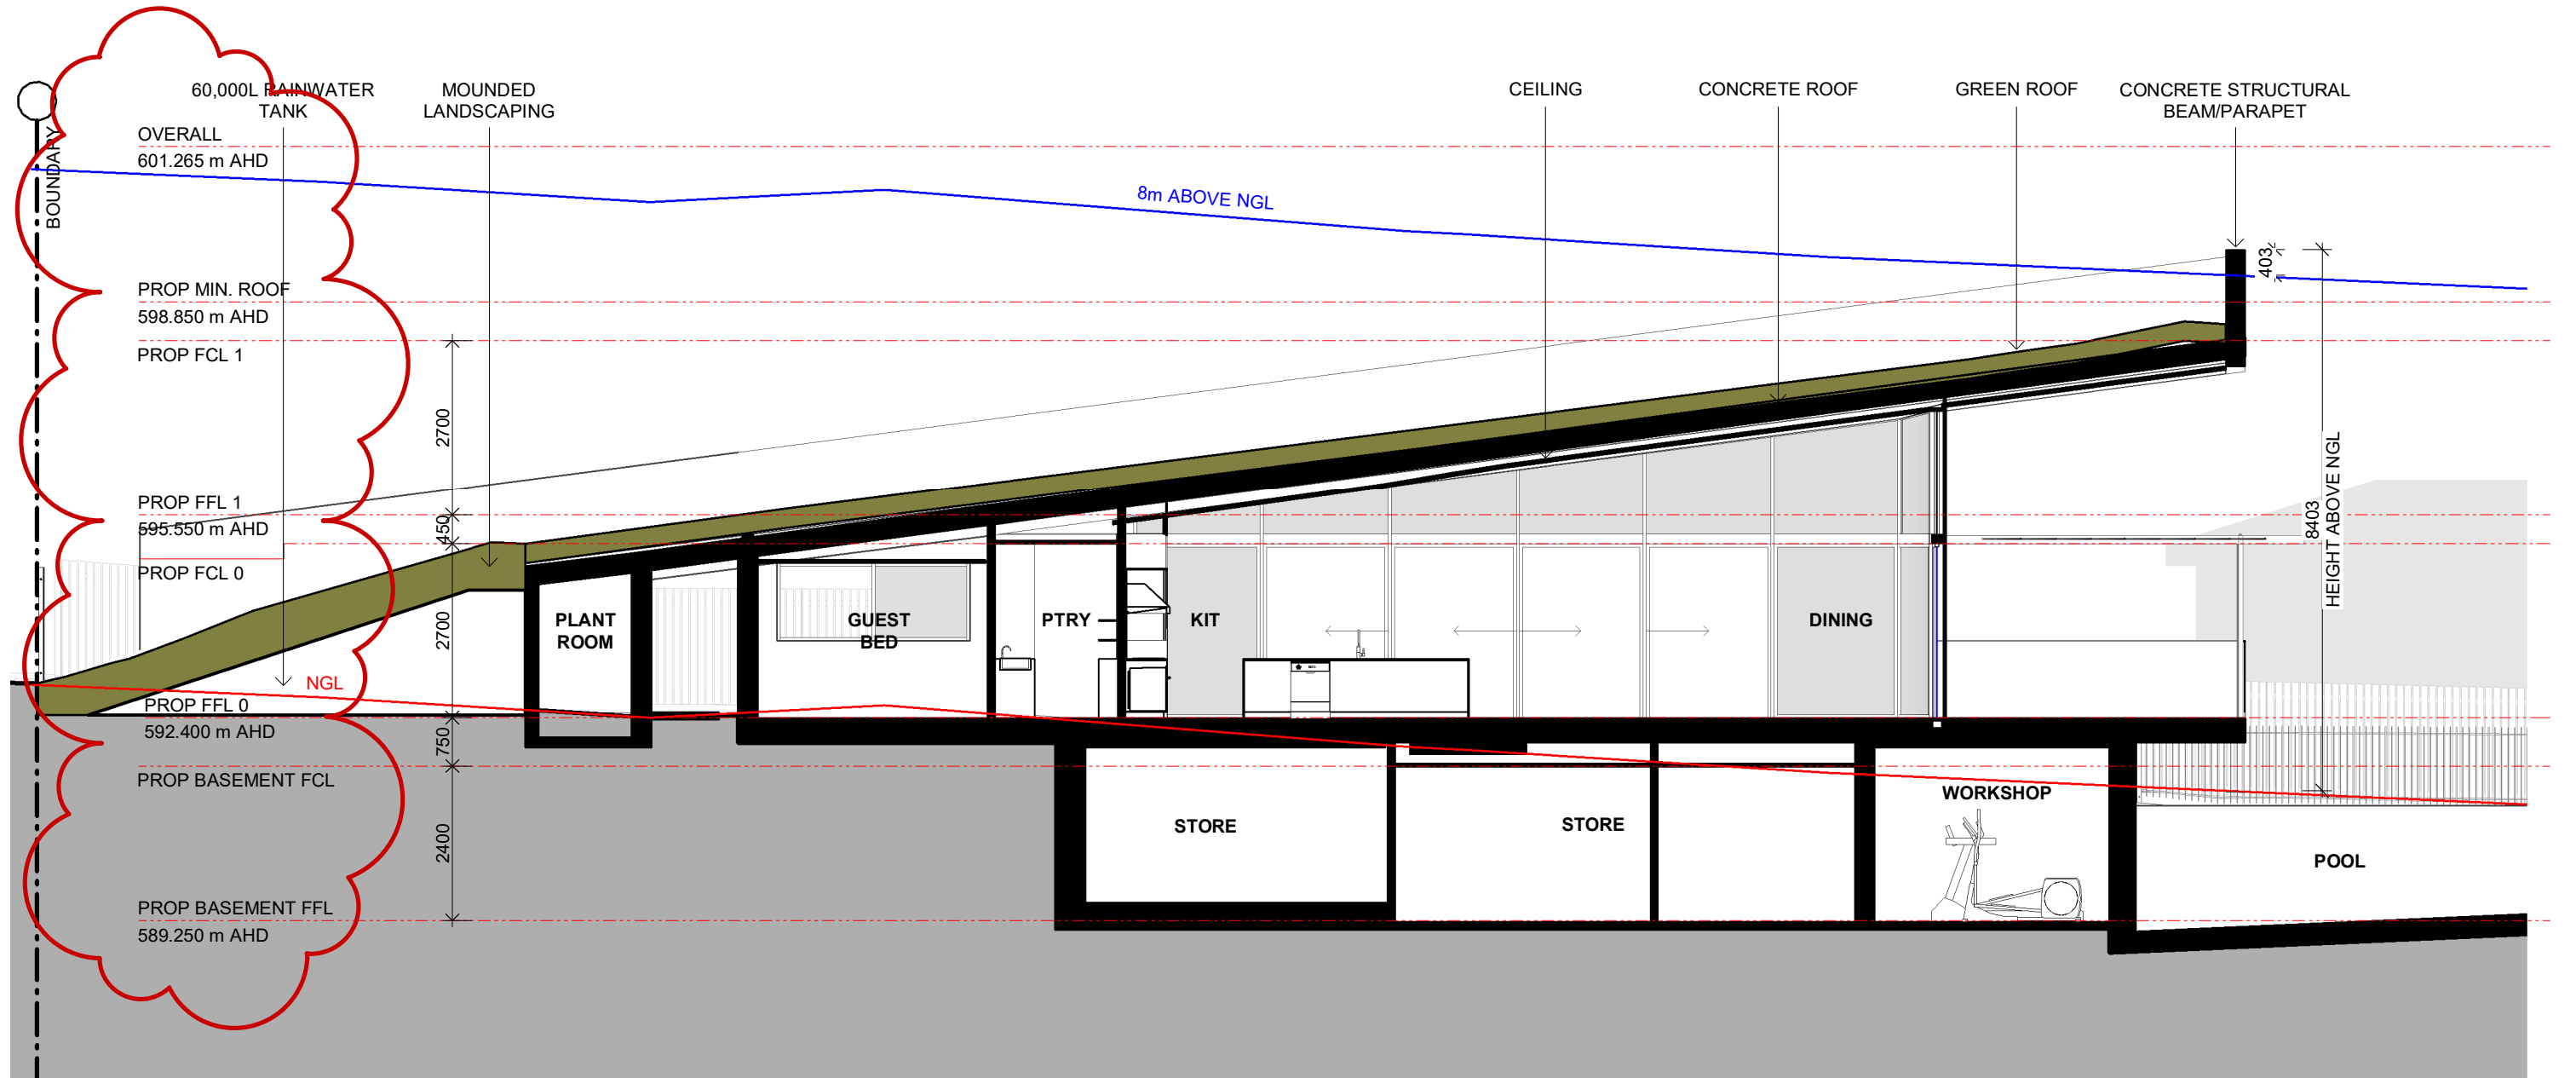 60,000L RAINWATER
TANK
MOUNDED
LANDSCAPING
CEILING
CONCRETE ROOF
GREEN ROOF
CONCRETE STRUCTURAL
BEAM/PARAPET
BOUNDARY
OVERALL
601.265 m AHD
8m ABOVE NGL
403
PROP MIN. ROOF
598.850 m AHD
PROP FCL 1
2700
PROP FFL 1
595.550 m AHD
450
8403
HEIGHT ABOVE NGL
PROP FCL 0
2700
PLANT
ROOM
GUEST
BED
PTRY
KIT
DINING
NGL
PROP FFL 0
592.400 m AHD
750
PROP BASEMENT FCL
2400
STORE
STORE
WORKSHOP
POOL
PROP BASEMENT FFL
589.250 m AHD